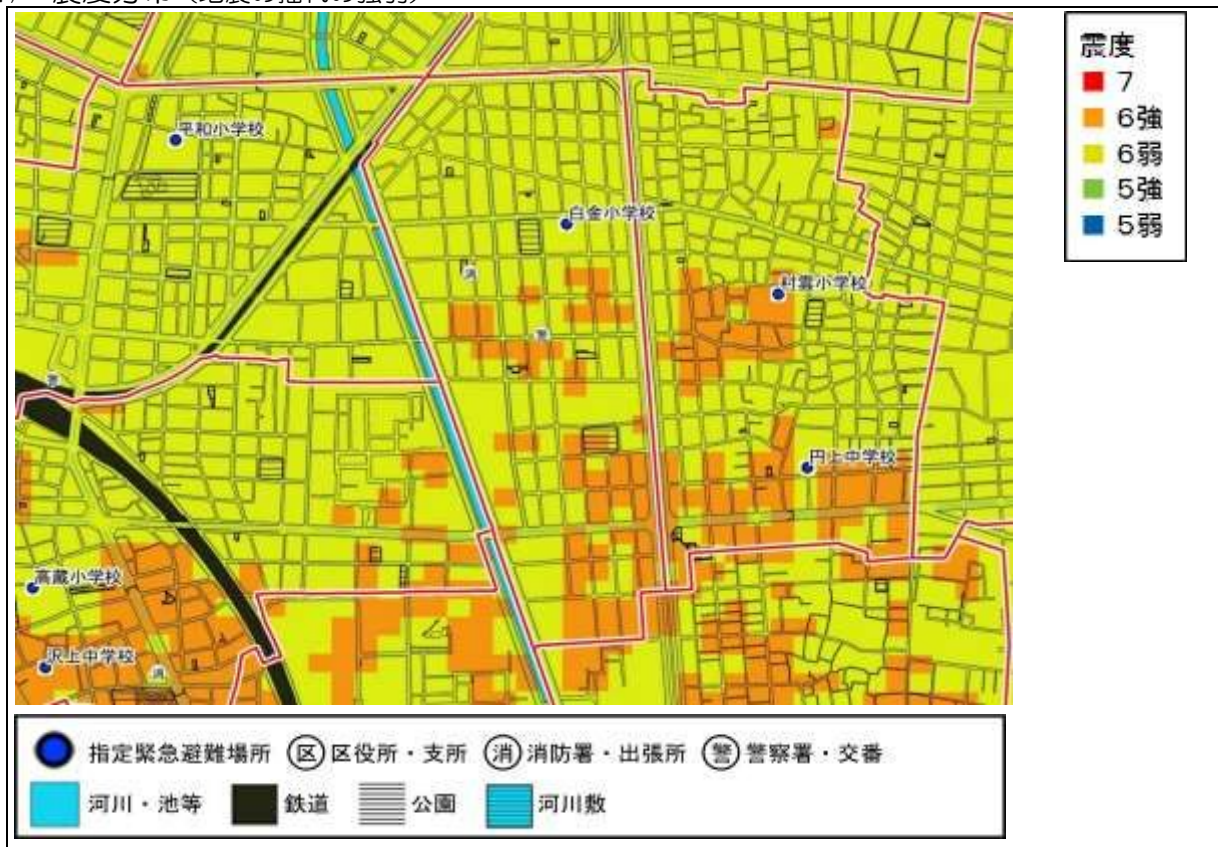 震度分布（地震の揺れの強弱）
震度
7
6強
6弱
5強
5弱
平和小学校
白金小学校
村雲小学校
円上中学校
高蔵小学校
沢上中学校
消
警
消
指定緊急避難場所
区 区役所・支所
消 消防署・出張所
警 警察署・交番
河川・池等
鉄道
公園
河川敷